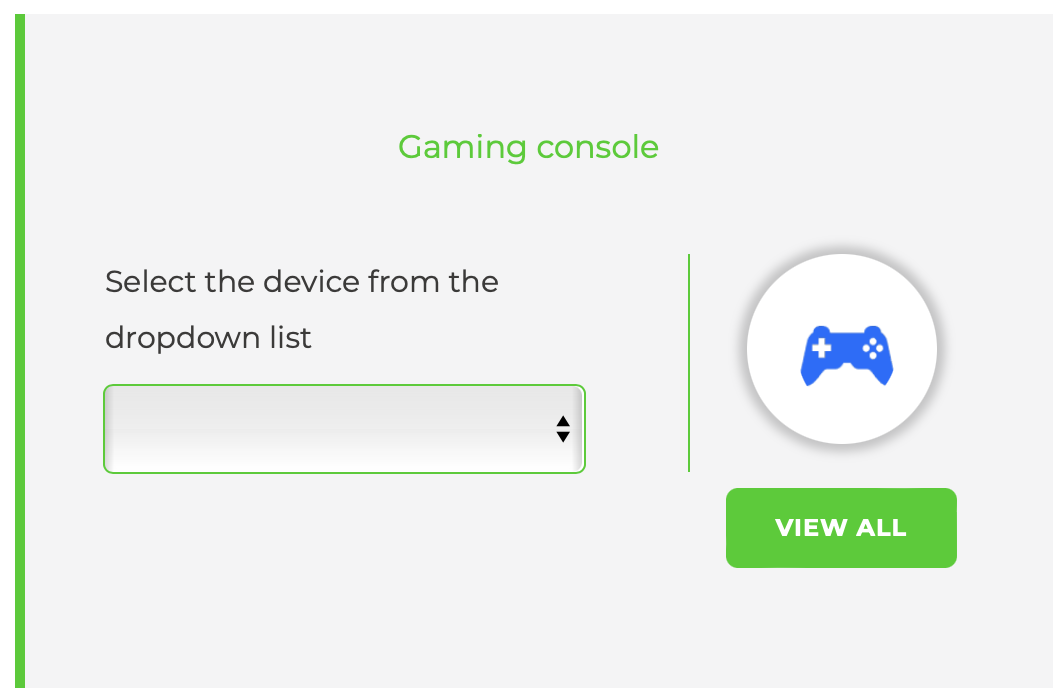 Gaming console
Select the device from the
dropdown list
VIEW ALL